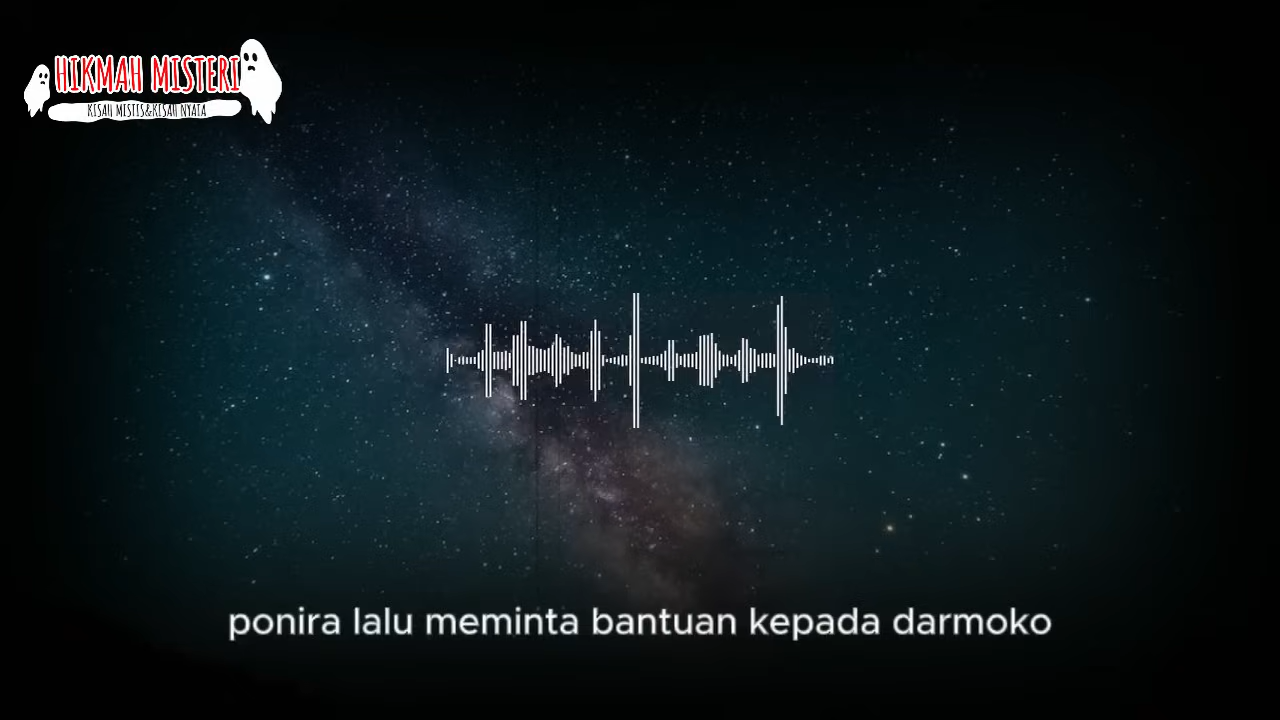 HIKMAH MISTERI
KISAH MISTIS&KISAH NYATA
ponira lalu meminta bantuan kepada darmoko